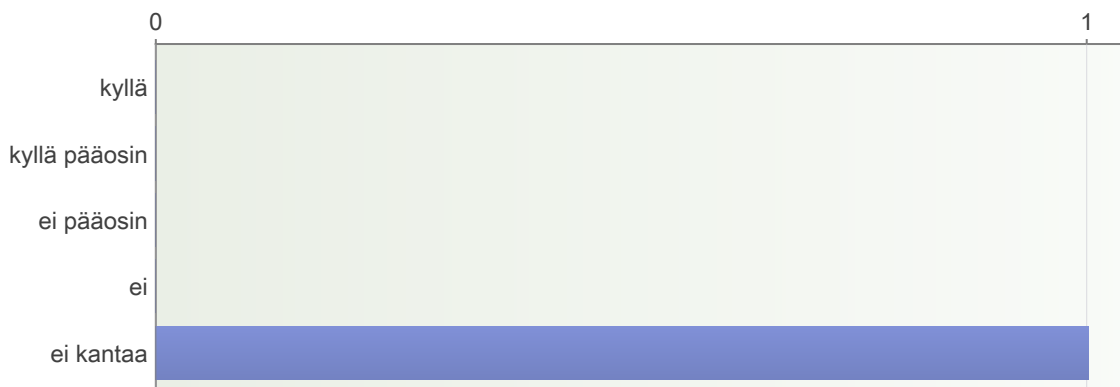 0 1
kyllä
kyllä pääosin
ei pääosin
ei
ei kantaa